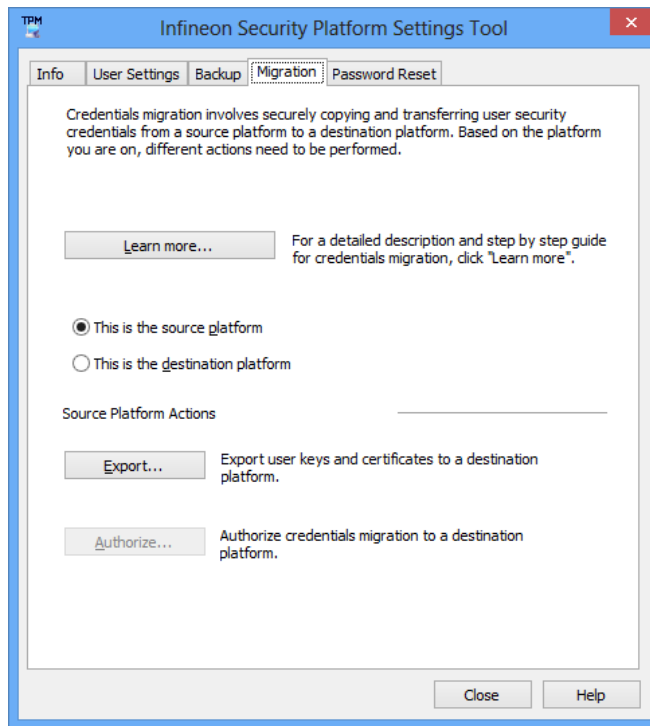 TPM
Infineon Security Platform Settings Tool
Info User Settings Backup Migration Password Reset
Credentials migration involves securely copying and transferring user security
credentials from a source platform to a destination platform. Based on the platform
you are on, different actions need to be performed.
Learn more...
For a detailed description and step by step guide
for credentials migration, click "Learn more".
This is the source platform
This is the destination platform
Source Platform Actions
Export...
Export user keys and certificates to a destination
platform.
Authorize...
Authorize credentials migration to a destination
platform.
Close Help